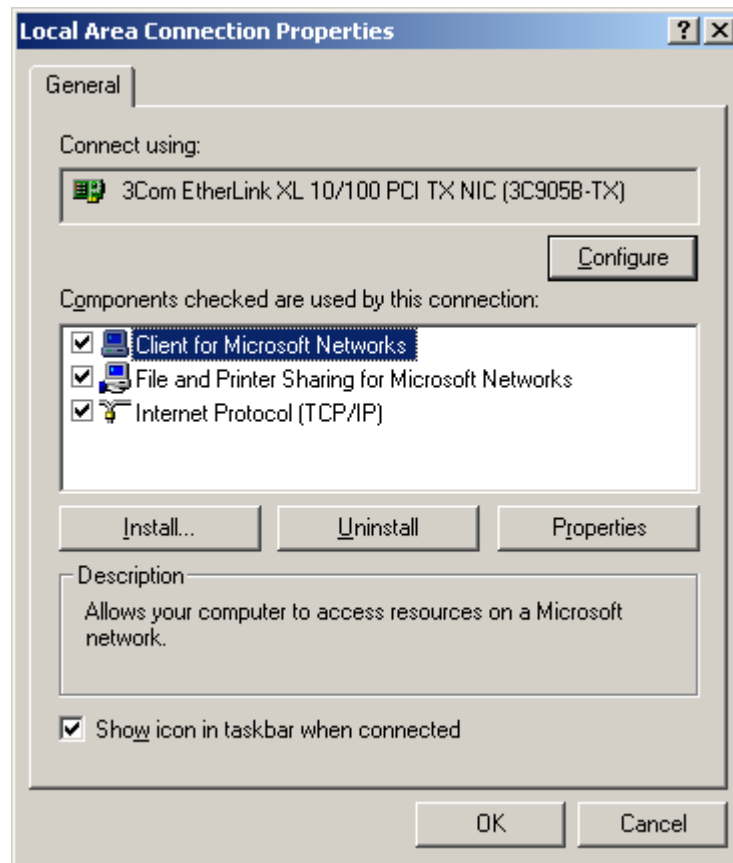 Local Area Connection Properties
General
Connect using:
3Com EtherLink XL 10/100 PCI TX NIC (3C905B-TX)
Configure
Components checked are used by this connection:
Client for Microsoft Networks
File and Printer Sharing for Microsoft Networks
Internet Protocol (TCP/IP)
Install...
Uninstall
Properties
Description
Allows your computer to access resources on a Microsoft
network.
Show icon in taskbar when connected
OK
Cancel